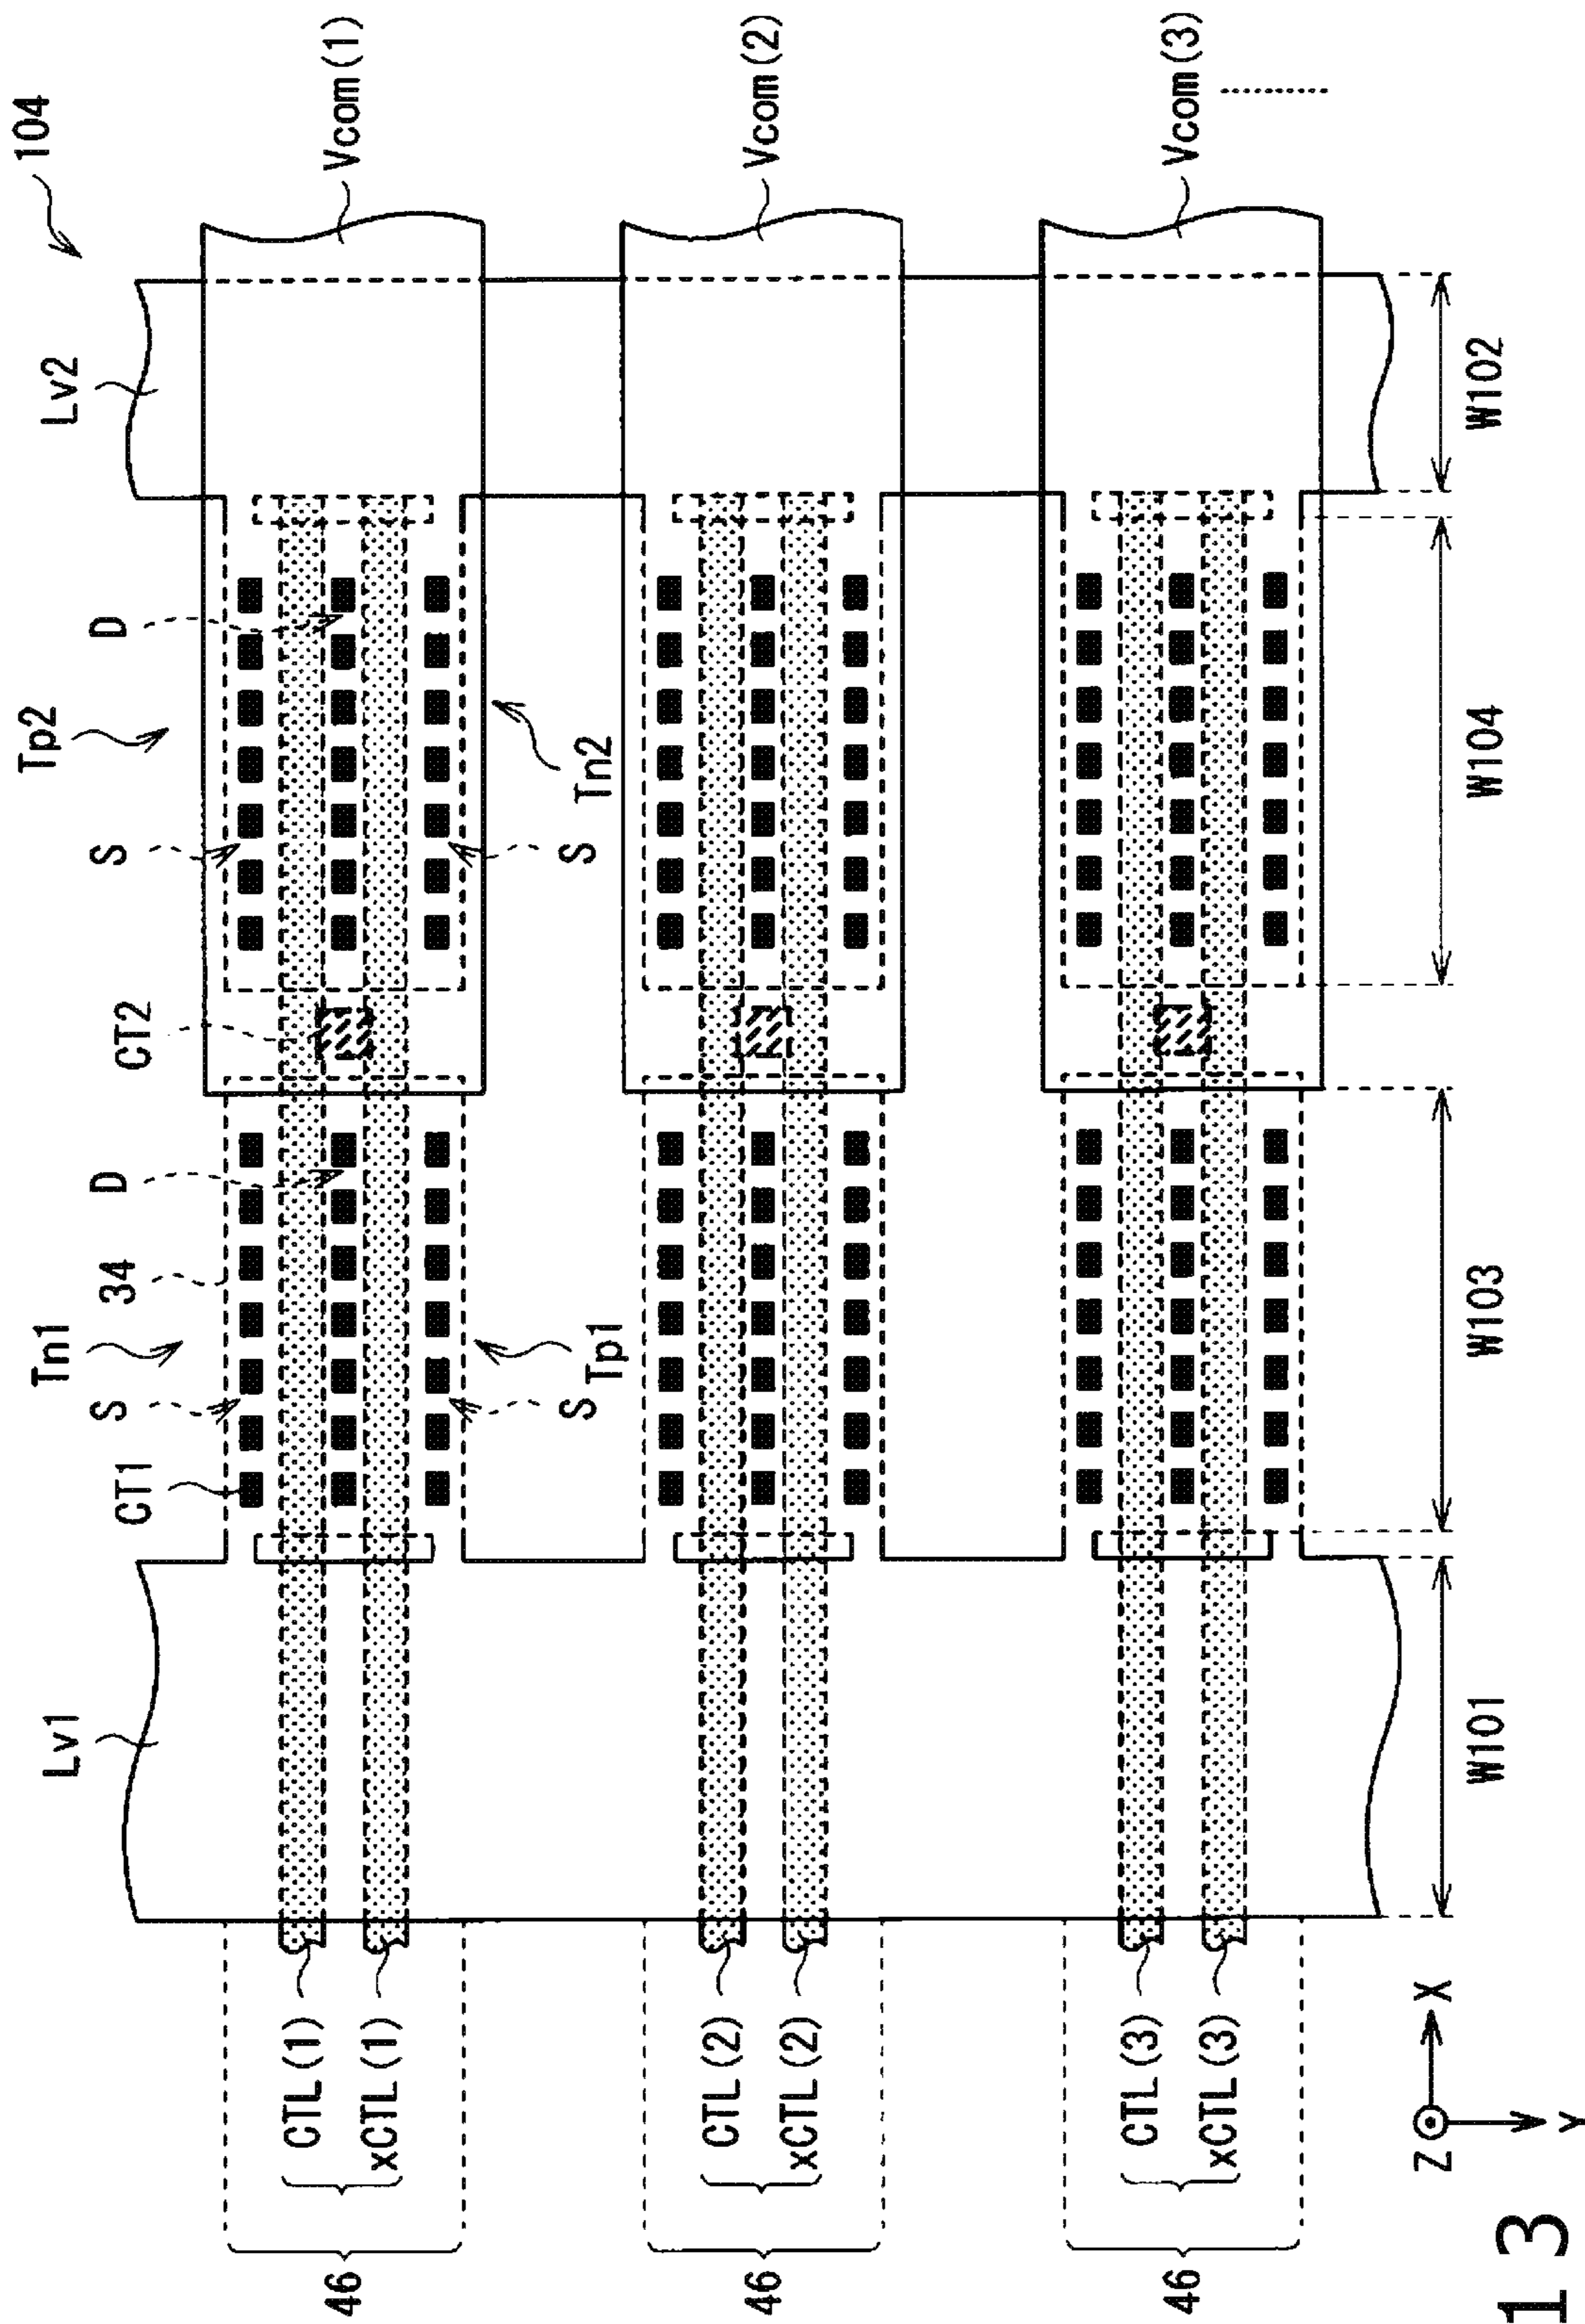 104
Tp2
Tn1
Lv1
CT1
S
34
D
CT2
S
D
Lv2
Vcom(1)
S
Tp1
S
Tn2
Vcom(2)
Vcom(3)
46
CTL(1)
xCTL(1)
46
CTL(2)
xCTL(2)
46
CTL(3)
xCTL(3)
W101
W103
W104
W102
Z
X
Y
13